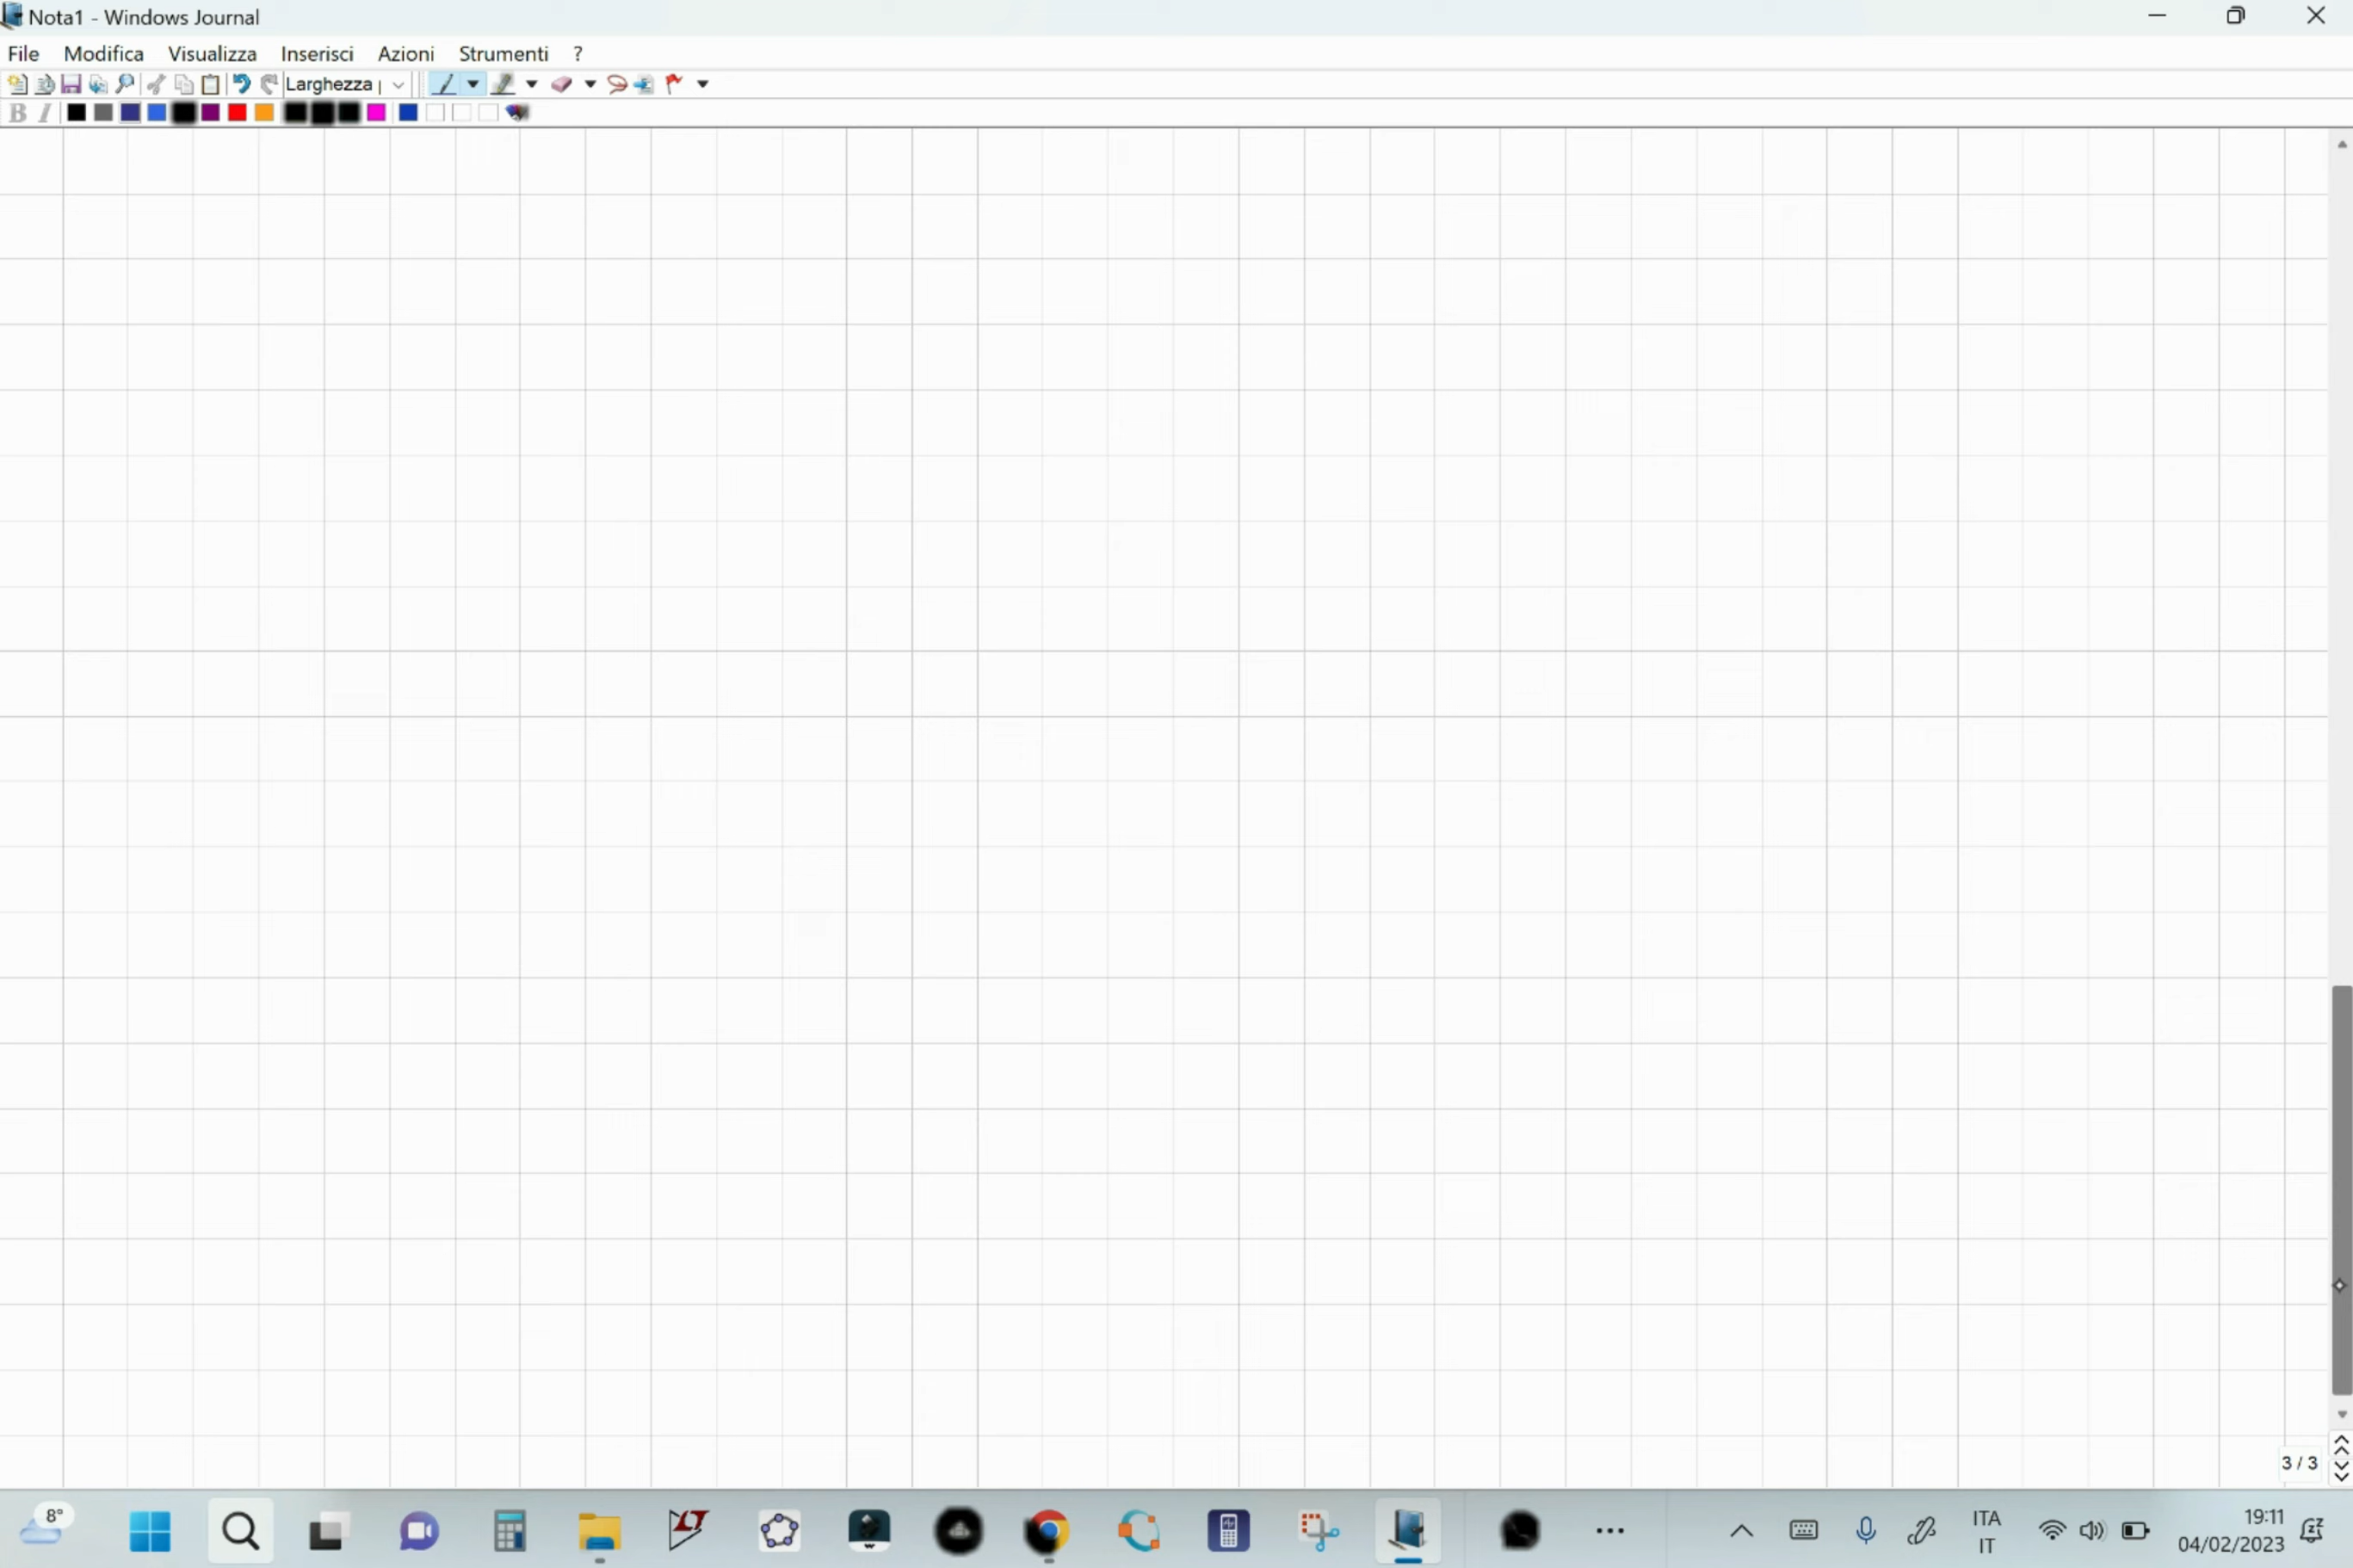 Nota1 - Windows Journal
File Modifica Visualizza Inserisci Azioni Strumenti ?
Larghezza
B I
3 / 3
8°
LT
ITA
IT
19:11
04/02/2023